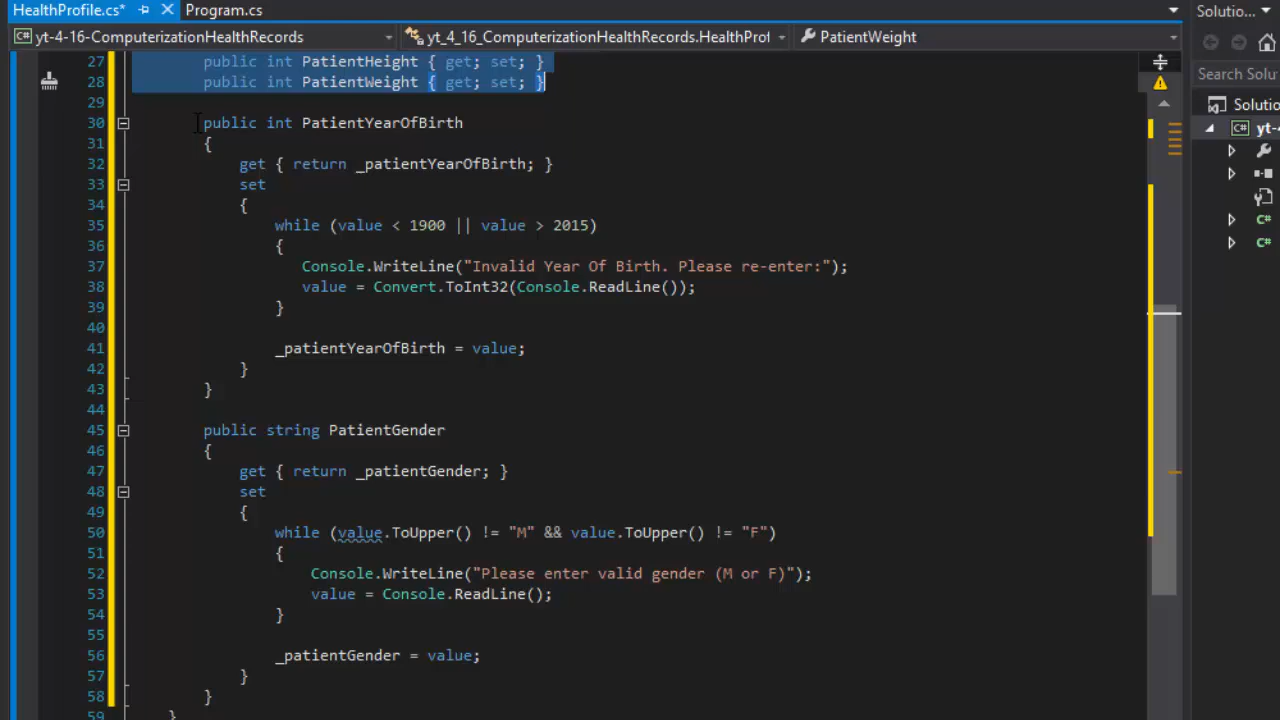 HealthProfile.cs*
Program.cs
Solutio...
yt-4-16-ComputerizationHealthRecords
yt_4_16_ComputerizationHealthRecords.HealthProf
PatientWeight
Search Soluti
Solutio
yt-4
27 public int PatientHeight { get; set; }
28 public int PatientWeight { get; set; }
29
30 public int PatientYearOfBirth
31 {
32 get { return _patientYearOfBirth; }
33 set
34 {
35 while (value < 1900 || value > 2015)
36 {
37 Console.WriteLine("Invalid Year Of Birth. Please re-enter:");
38 value = Convert.ToInt32(Console.ReadLine());
39 }
40
41 _patientYearOfBirth = value;
42 }
43 }
44
45 public string PatientGender
46 {
47 get { return _patientGender; }
48 set
49 {
50 while (value.ToUpper() != "M" && value.ToUpper() != "F")
51 {
52 Console.WriteLine("Please enter valid gender (M or F)");
53 value = Console.ReadLine();
54 }
55
56 _patientGender = value;
57 }
58 }
59 }